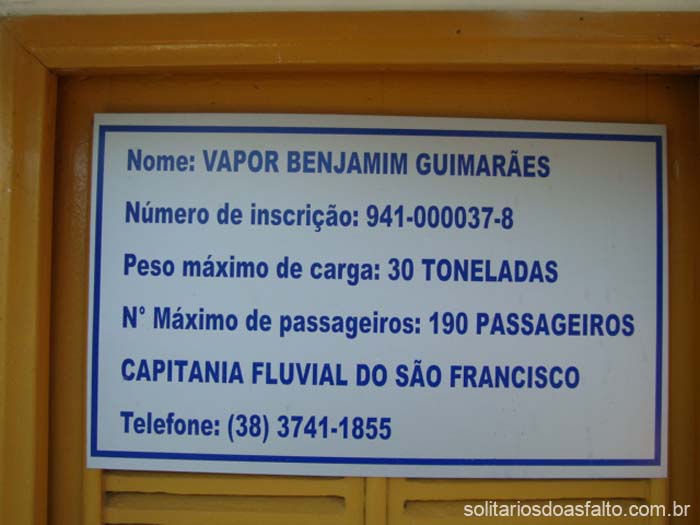 Nome: VAPOR BENJAMIM GUIMARÃES
Número de inscrição: 941-000037-8
Peso máximo de carga: 30 TONELADAS
N° Máximo de passageiros: 190 PASSAGEIROS
CAPITANIA FLUVIAL DO SÃO FRANCISCO
Telefone: (38) 3741-1855
solitariosdoasfalto.com.br